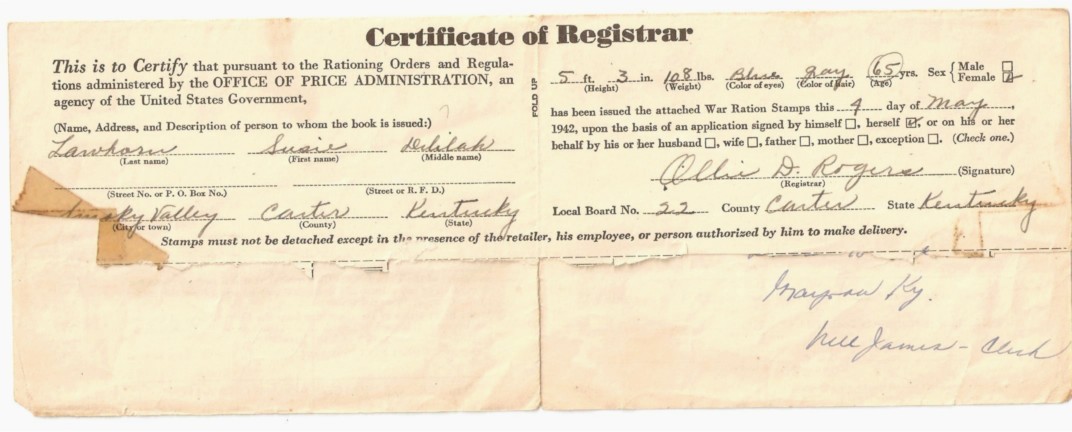 Certificate of Registrar
This is to Certify that pursuant to the Rationing Orders and Regula-
tions administered by the OFFICE OF PRICE ADMINISTRATION, an
agency of the United States Government,
(Name, Address, and Description of person to whom the book is issued:)
Lawhorn Susie Delilah
(Last name) (First name) (Middle name)
(Street No. or P. O. Box No.) (Street or R. F. D.)
Smoky Valley Carter Kentucky
(City or town) (County) (State)
FOLD UP
5 ft. 3 in. 108 lbs. Blue Gray 65 yrs. Sex { Male
Female
(Height) (Weight) (Color of eyes) (Color of hair) (Age)
has been issued the attached War Ration Stamps this 4 day of May,
1942, upon the basis of an application signed by himself, herself, or on his or her
behalf by his or her husband, wife, father, mother, exception. (Check one.)
Ollie D. Rogers (Signature)
(Registrar)
Local Board No. 22 County Carter State Kentucky
Stamps must not be detached except in the presence of the retailer, his employee, or person authorized by him to make delivery.
Grayson Ky.
James - Clerk